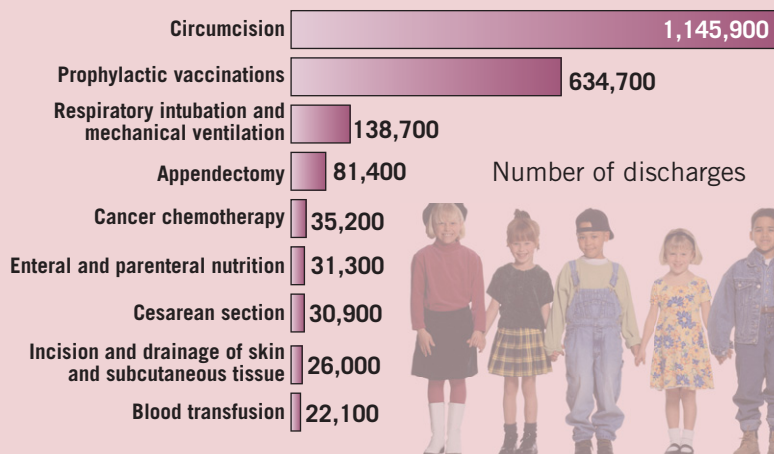 Circumcision 1,145,900
Prophylactic vaccinations 634,700
Respiratory intubation and
mechanical ventilation 138,700
Appendectomy 81,400
Number of discharges
Cancer chemotherapy 35,200
Enteral and parenteral nutrition 31,300
Cesarean section 30,900
Incision and drainage of skin
and subcutaneous tissue 26,000
Blood transfusion 22,100